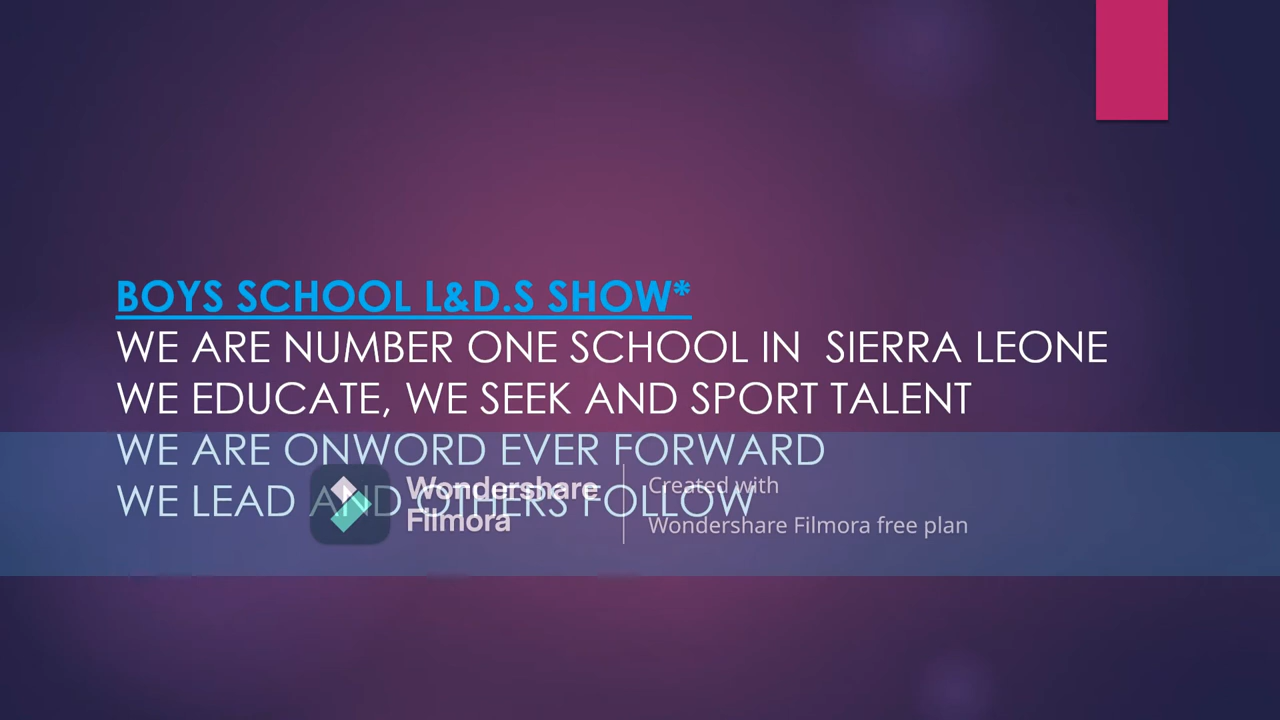 BOYS SCHOOL L&D.S SHOW*
WE ARE NUMBER ONE SCHOOL IN SIERRA LEONE
WE EDUCATE, WE SEEK AND SPORT TALENT
WE ARE ONWORD EVER FORWARD
WE LEAD AND OTHERS FOLLOW
Wondershare
Filmora
Created with
Wondershare Filmora free plan